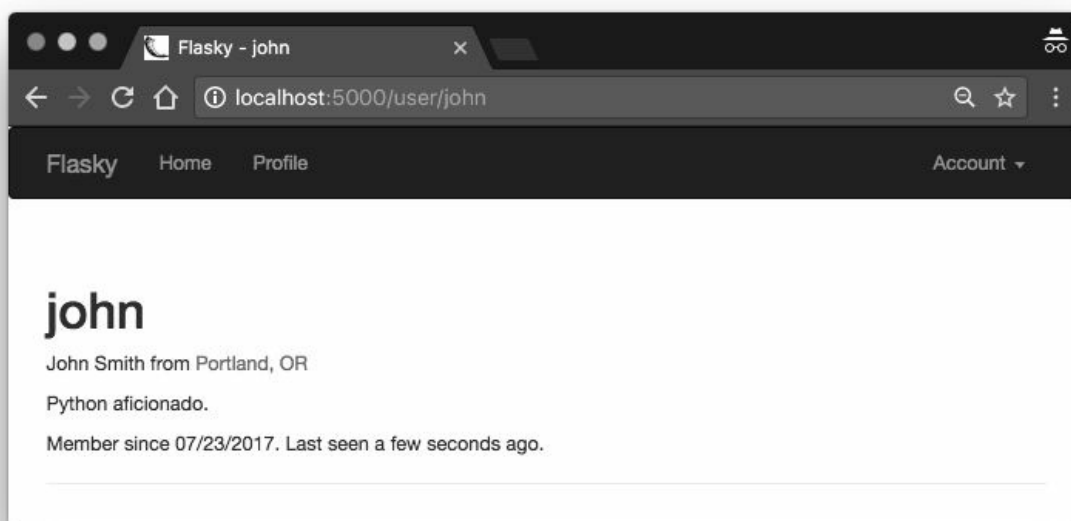 Flasky - john
localhost:5000/user/john
Flasky Home Profile Account
john
John Smith from Portland, OR
Python aficionado.
Member since 07/23/2017. Last seen a few seconds ago.